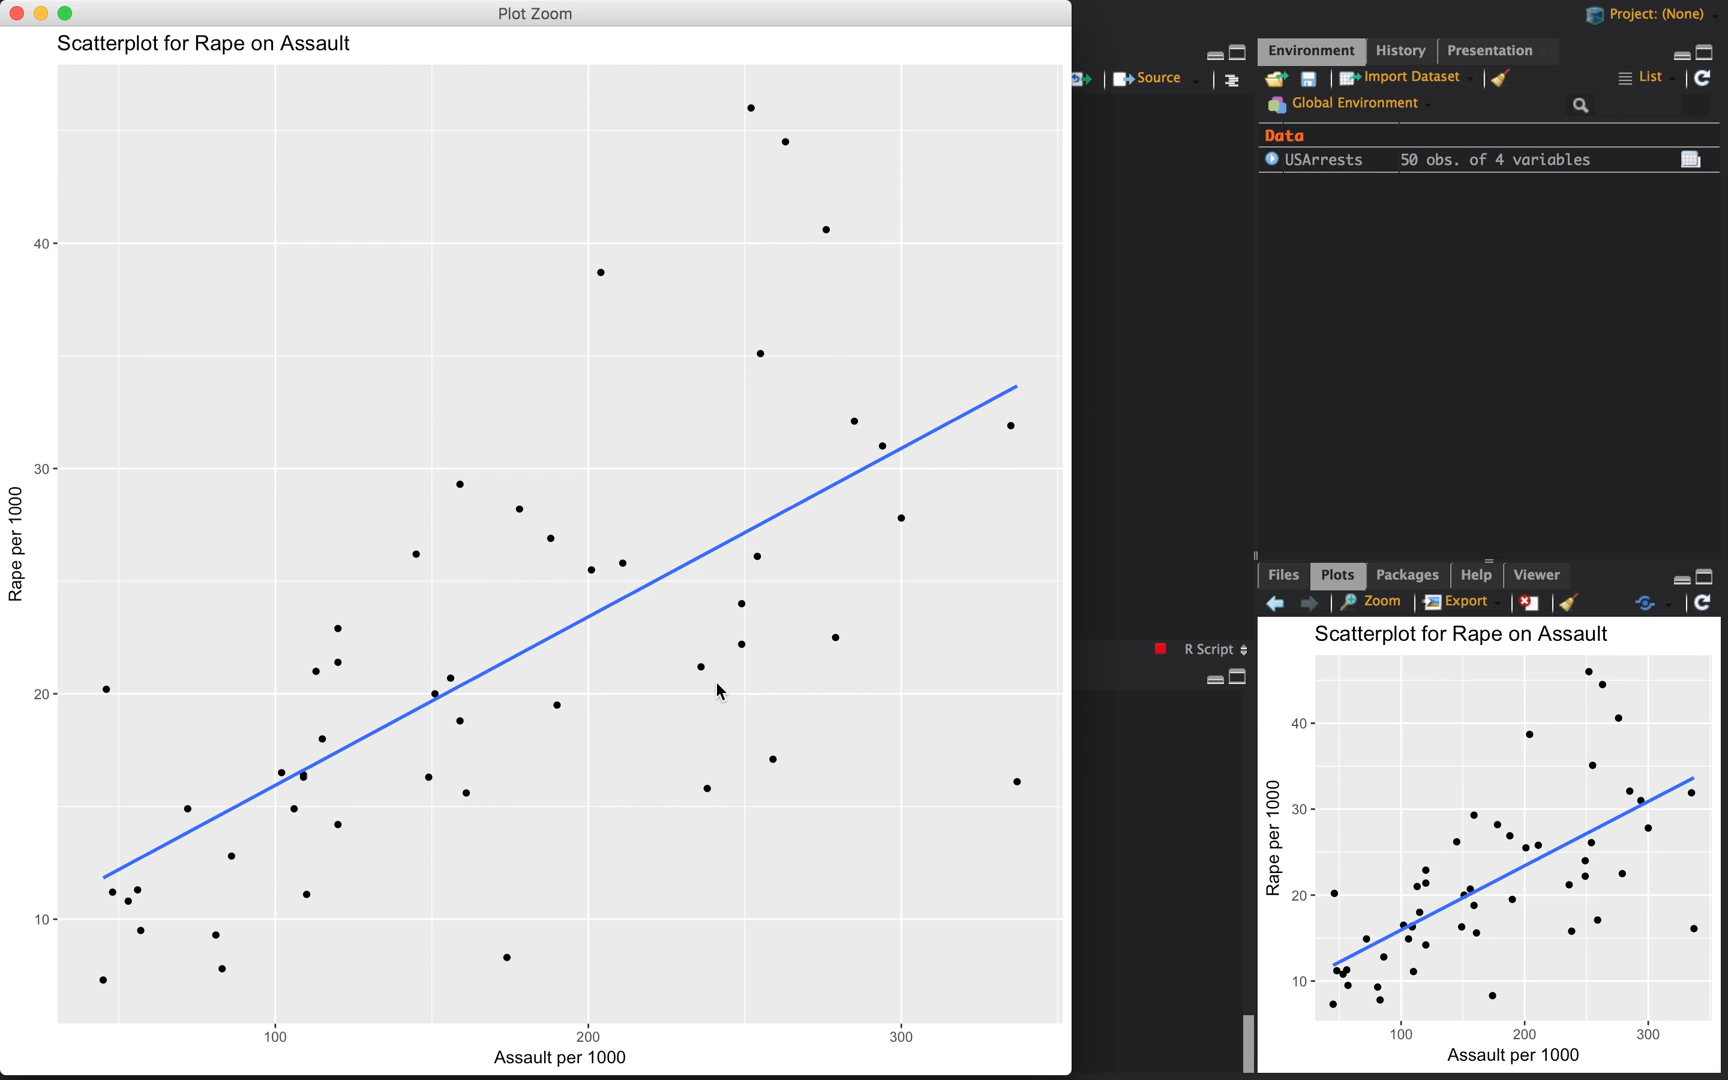 Plot Zoom
Scatterplot for Rape on Assault
40
30
20
10
Rape per 1000
100 200 300
Assault per 1000
Project: (None)
Source
Environment History Presentation
Import Dataset List
Global Environment
Data
USArrests 50 obs. of 4 variables
R Script
Files Plots Packages Help Viewer
Zoom Export
Scatterplot for Rape on Assault
40
30
20
10
Rape per 1000
100 200 300
Assault per 1000